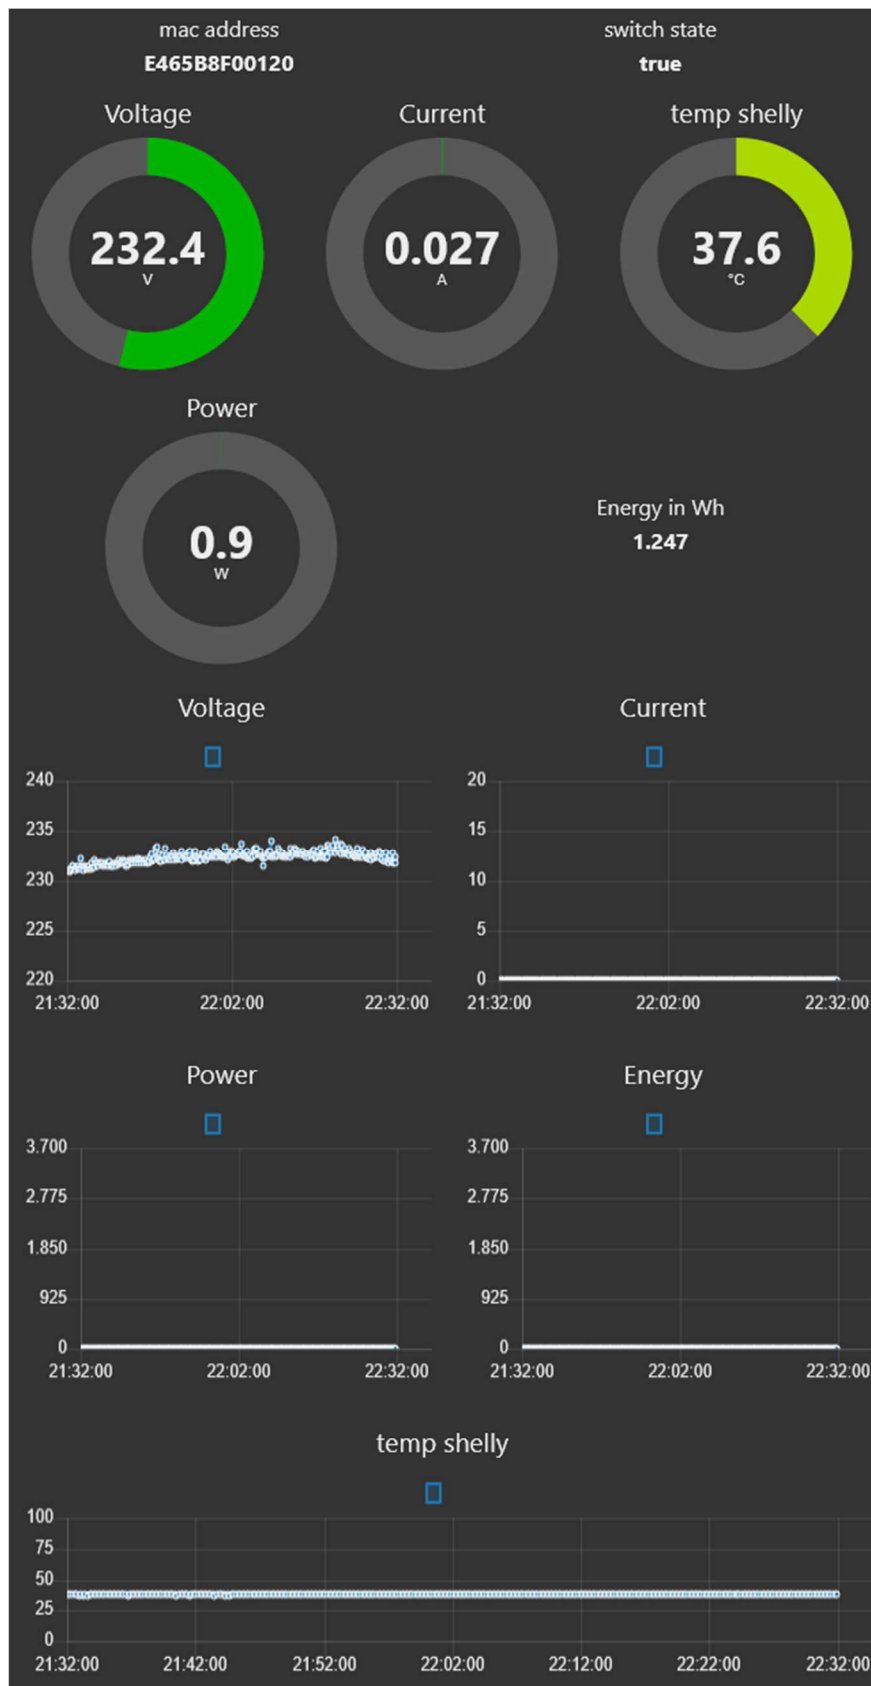 mac address switch state
E465B8F00120 true
Voltage Current temp shelly
232.4 0.027 37.6
V A °C
Power
0.9
W
Energy in Wh
1.247
Voltage Current
240
235
230
225
220
21:32:00 22:02:00 22:32:00
20
15
10
5
0
21:32:00 22:02:00 22:32:00
Power Energy
3.700
2.775
1.850
925
0
21:32:00 22:02:00 22:32:00
3.700
2.775
1.850
925
0
21:32:00 22:02:00 22:32:00
temp shelly
100
75
50
25
0
21:32:00 21:42:00 21:52:00 22:02:00 22:12:00 22:22:00 22:32:00